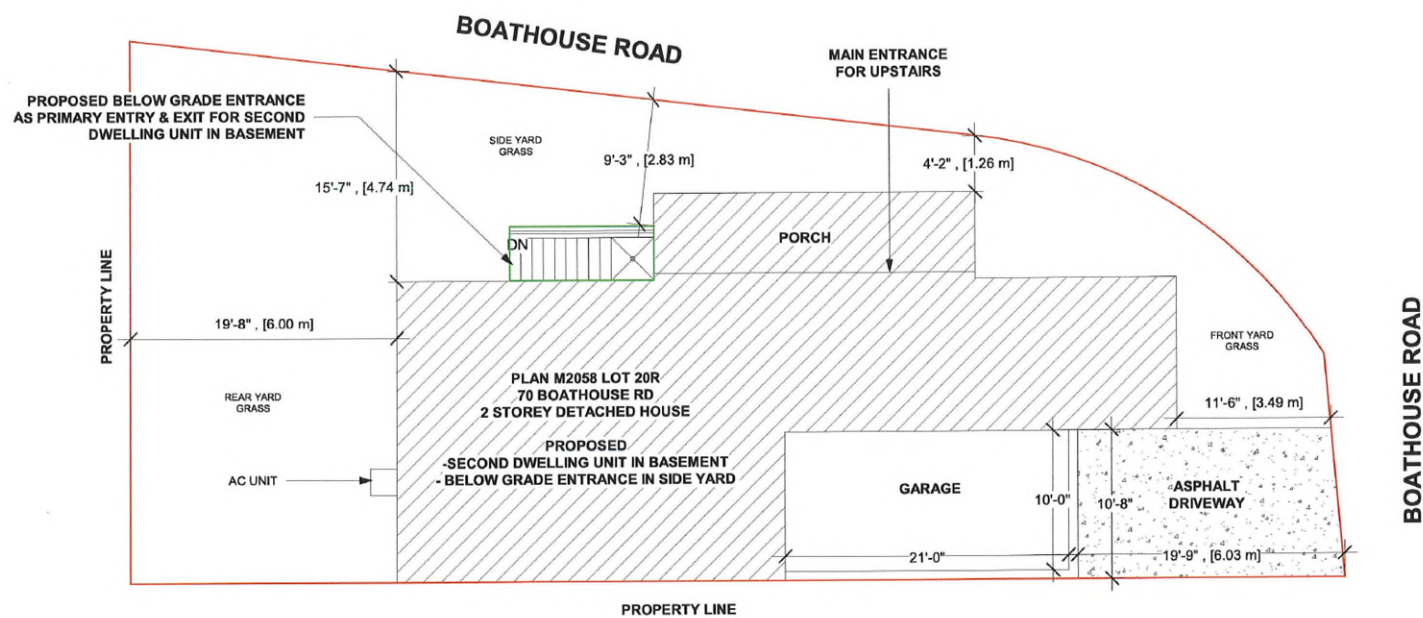 BOATHOUSE ROAD
MAIN ENTRANCE
FOR UPSTAIRS
PROPOSED BELOW GRADE ENTRANCE
AS PRIMARY ENTRY & EXIT FOR SECOND
DWELLING UNIT IN BASEMENT
SIDE YARD
GRASS
9'-3" , [2.83 m]
4'-2" , [1.26 m]
15'-7" , [4.74 m]
DN
PORCH
PROPERTY LINE
19'-8" , [6.00 m]
FRONT YARD
GRASS
BOATHOUSE ROAD
PLAN M2058 LOT 20R
70 BOATHOUSE RD
2 STOREY DETACHED HOUSE
REAR YARD
GRASS
11'-6" , [3.49 m]
PROPOSED
-SECOND DWELLING UNIT IN BASEMENT
- BELOW GRADE ENTRANCE IN SIDE YARD
AC UNIT
GARAGE
10'-0"
10'-8"
ASPHALT
DRIVEWAY
21'-0"
19'-9" , [6.03 m]
PROPERTY LINE